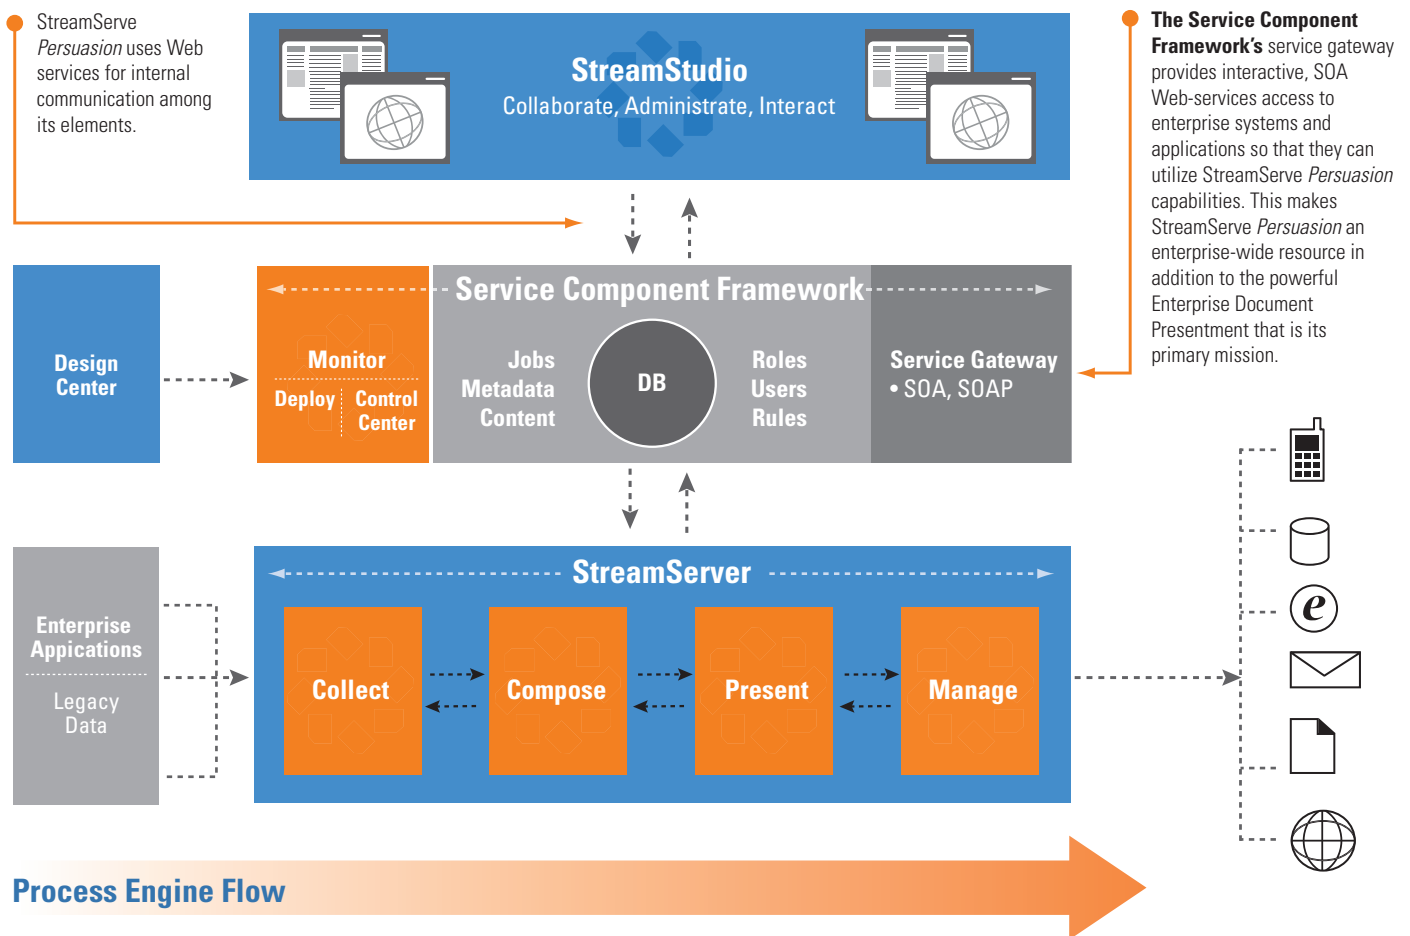 StreamServe
Persuasion uses Web
services for internal
communication among
its elements.
StreamStudio
Collaborate, Administrate, Interact
The Service Component
Framework's service gateway
provides interactive, SOA
Web-services access to
enterprise systems and
applications so that they can
utilize StreamServe Persuasion
capabilities. This makes
StreamServe Persuasion an
enterprise-wide resource in
addition to the powerful
Enterprise Document
Presentment that is its
primary mission.
Design
Center
Service Component Framework
Monitor
Deploy
Control
Center
Jobs
Metadata
Content
DB
Roles
Users
Rules
Service Gateway
• SOA, SOAP
Enterprise
Appications
Legacy
Data
StreamServer
Collect
Compose
Present
Manage
e
Process Engine Flow